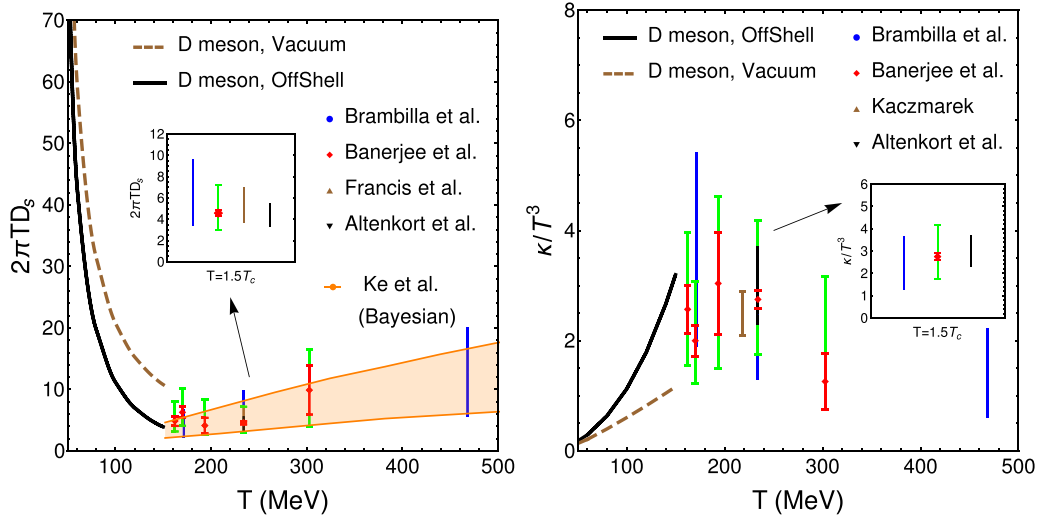 70
60
50
40
30
20
10
0
2πTD_s
D meson, Vacuum
D meson, OffShell
Brambilla et al.
Banerjee et al.
Francis et al.
Altenkort et al.
Ke et al.
(Bayesian)
12
10
8
6
4
2
0
2πTD_s
T=1.5T_c
100 200 300 400 500
T (MeV)
8
6
4
2
0
κ/T³
D meson, OffShell
D meson, Vacuum
Brambilla et al.
Banerjee et al.
Kaczmarek
Altenkort et al.
6
5
4
3
2
1
0
κ/T³
T=1.5T_c
100 200 300 400 500
T (MeV)